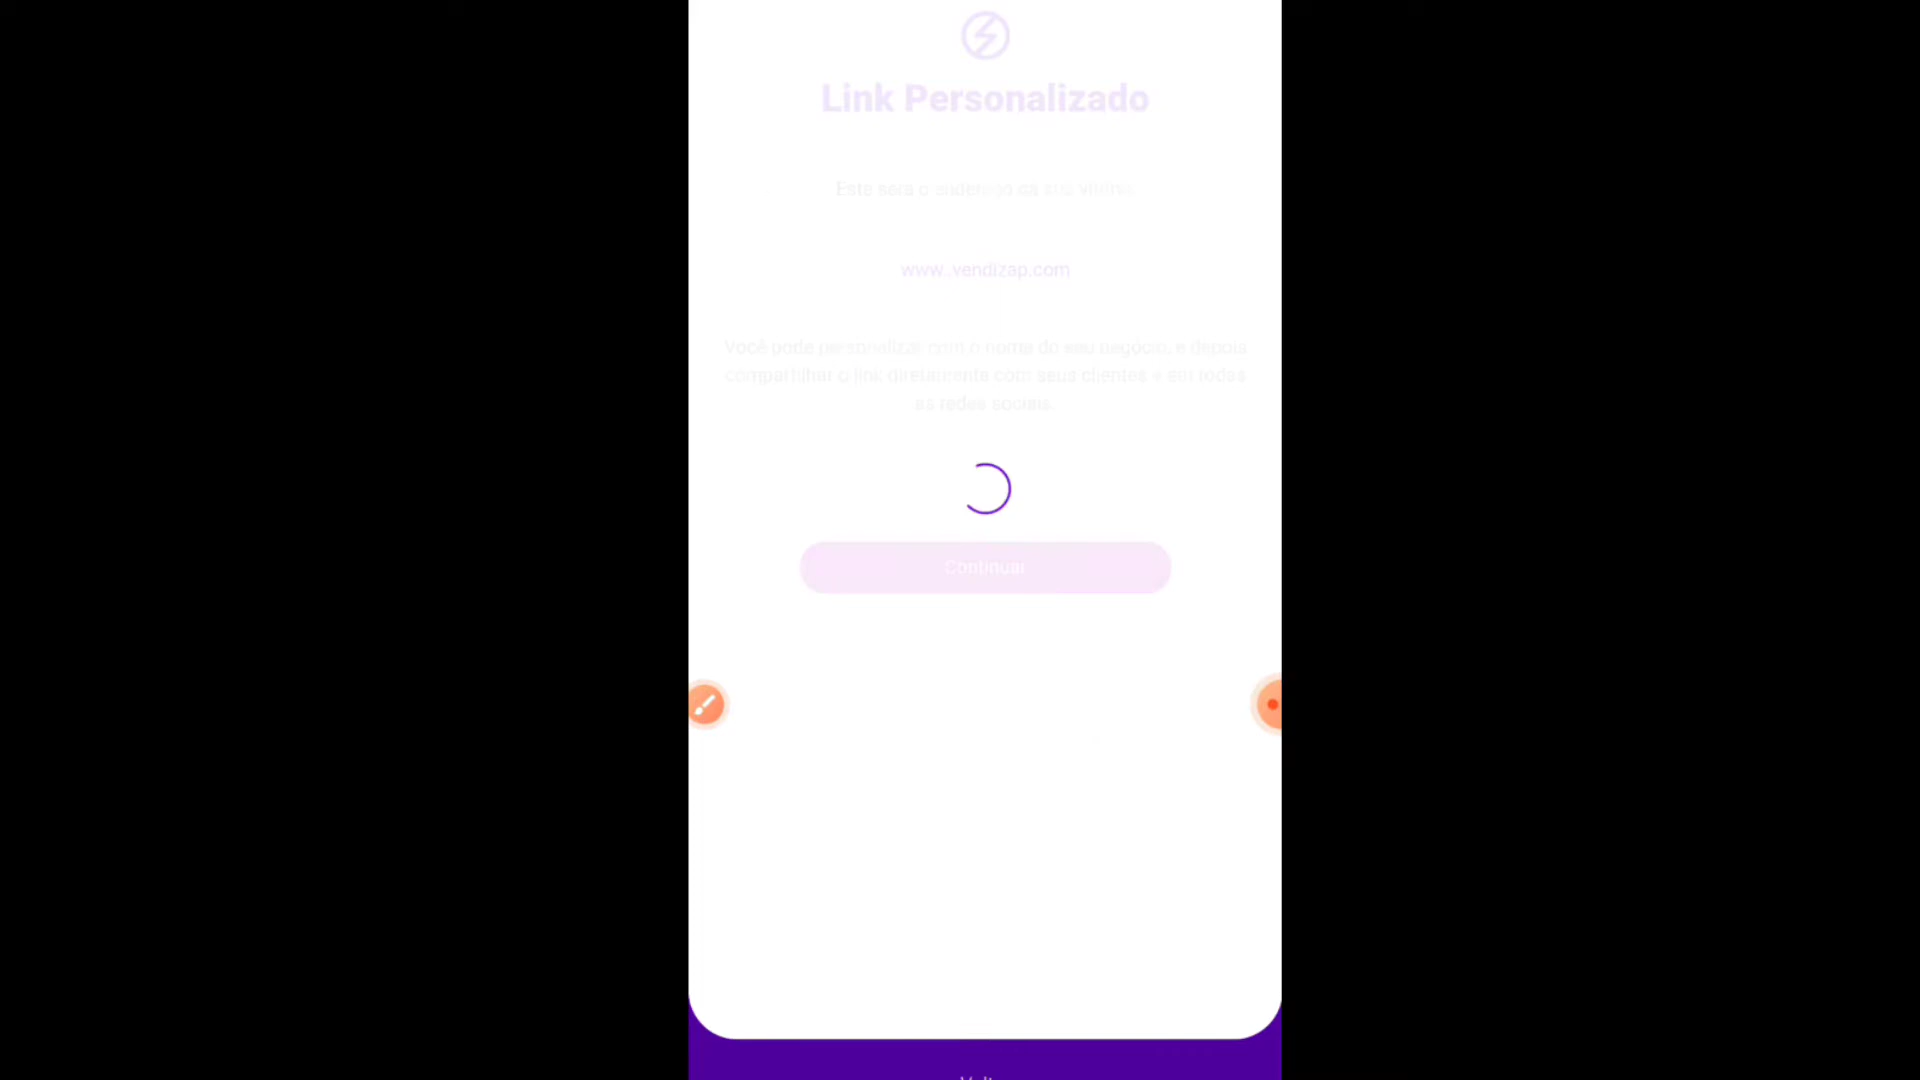 Link Personalizado
Este será o endereço da sua vitrine.
www..vendizap.com
Você pode personalizar com o nome do seu negócio, e depois
compartilhar o link diretamente com seus clientes e em todas
as redes sociais.
Continuar